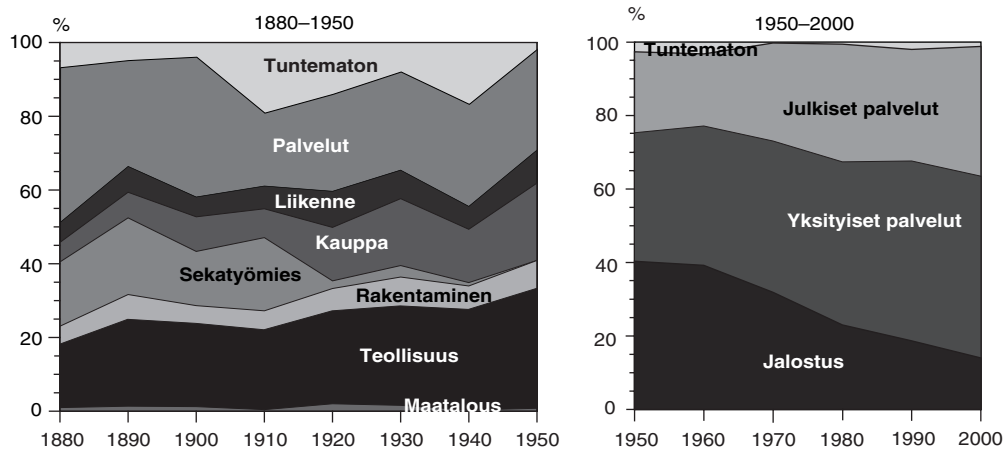 %
1880–1950
100
80
60
40
20
0
Tuntematon
Palvelut
Liikenne
Kauppa
Sekatyömies
Rakentaminen
Teollisuus
Maatalous
1880 1890 1900 1910 1920 1930 1940 1950
%
1950–2000
100
80
60
40
20
0
Tuntematon
Julkiset palvelut
Yksityiset palvelut
Jalostus
1950 1960 1970 1980 1990 2000